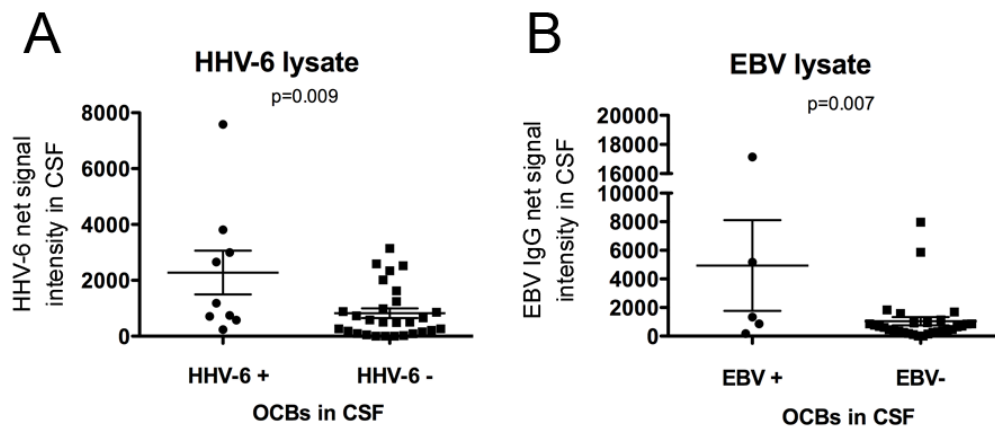 A
HHV-6 lysate
p=0.009
HHV-6 net signal
intensity in CSF
8000
6000
4000
2000
0
HHV-6 +
HHV-6 -
OCBs in CSF
B
EBV lysate
p=0.007
EBV IgG net signal
intensity in CSF
20000
18000
16000
10000
8000
6000
4000
2000
0
EBV +
EBV-
OCBs in CSF